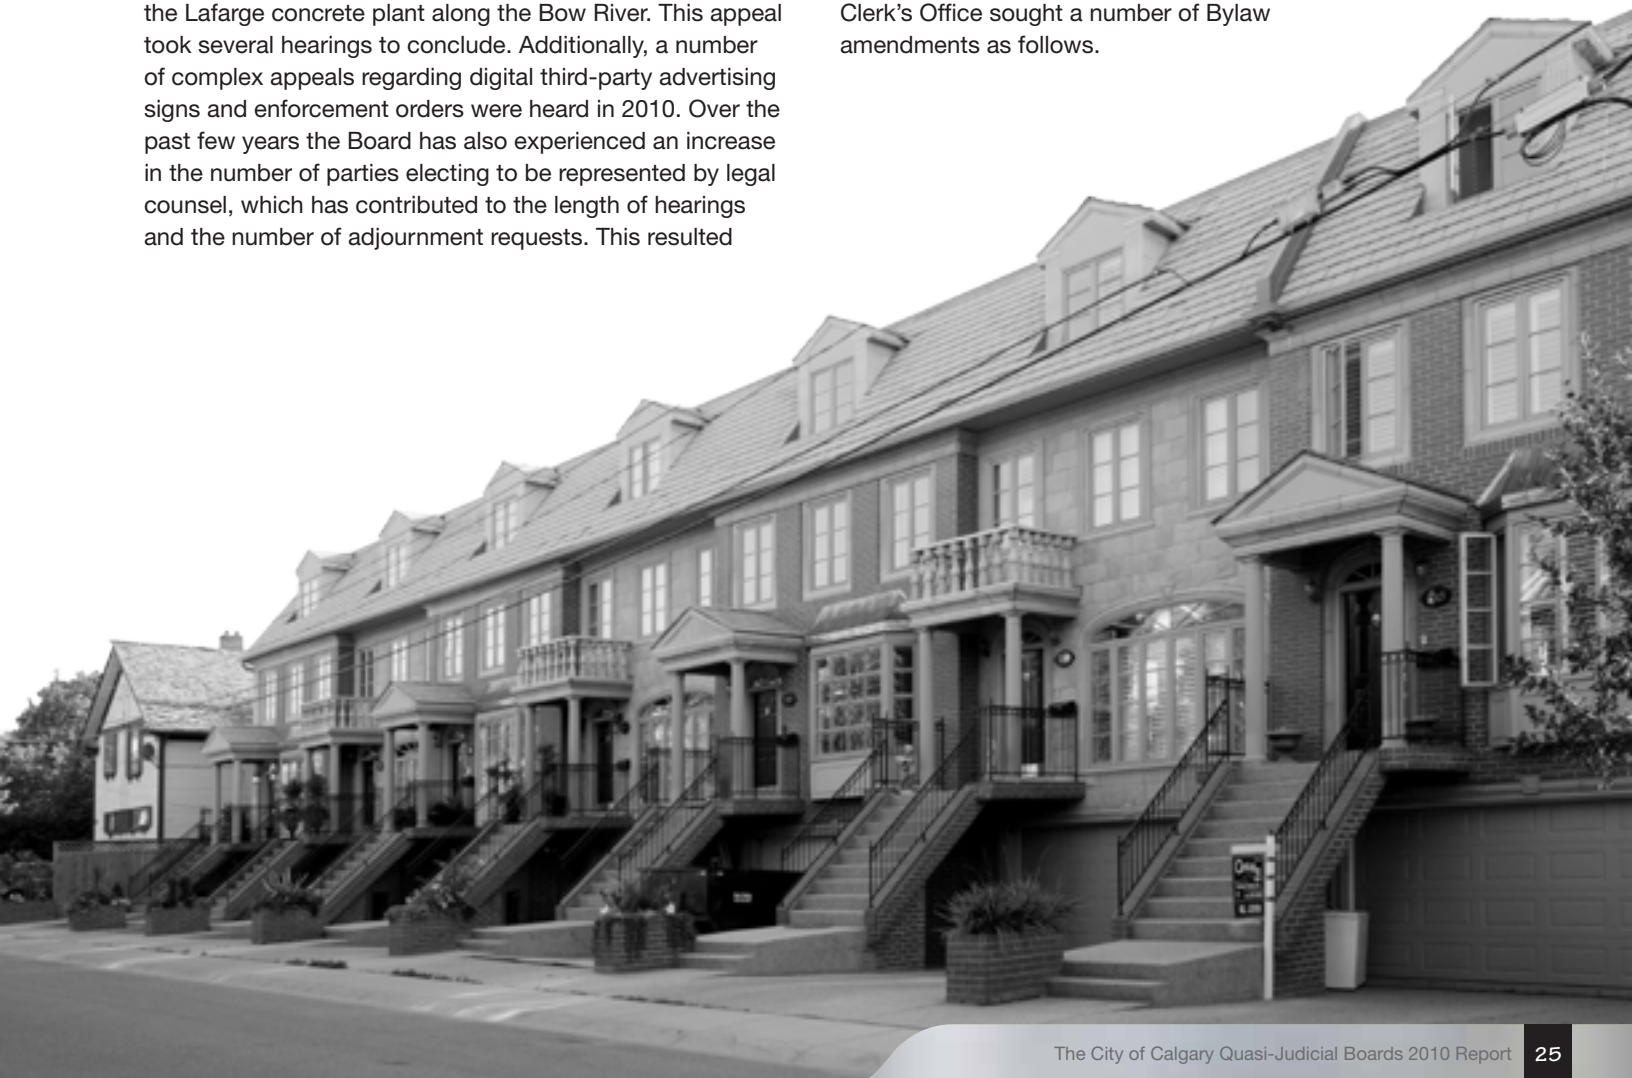 the Lafarge concrete plant along the Bow River. This appeal
took several hearings to conclude. Additionally, a number
of complex appeals regarding digital third-party advertising
signs and enforcement orders were heard in 2010. Over the
past few years the Board has also experienced an increase
in the number of parties electing to be represented by legal
counsel, which has contributed to the length of hearings
and the number of adjournment requests. This resulted
Clerk’s Office sought a number of Bylaw
amendments as follows.
The City of Calgary Quasi-Judicial Boards 2010 Report
25